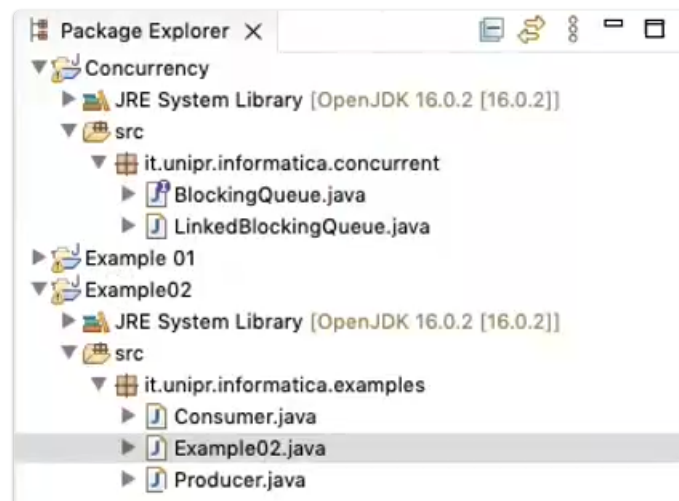 Package Explorer
Concurrency
JRE System Library [OpenJDK 16.0.2 [16.0.2]]
src
it.unipr.informatica.concurrent
BlockingQueue.java
LinkedBlockingQueue.java
Example 01
Example02
JRE System Library [OpenJDK 16.0.2 [16.0.2]]
src
it.unipr.informatica.examples
Consumer.java
Example02.java
Producer.java